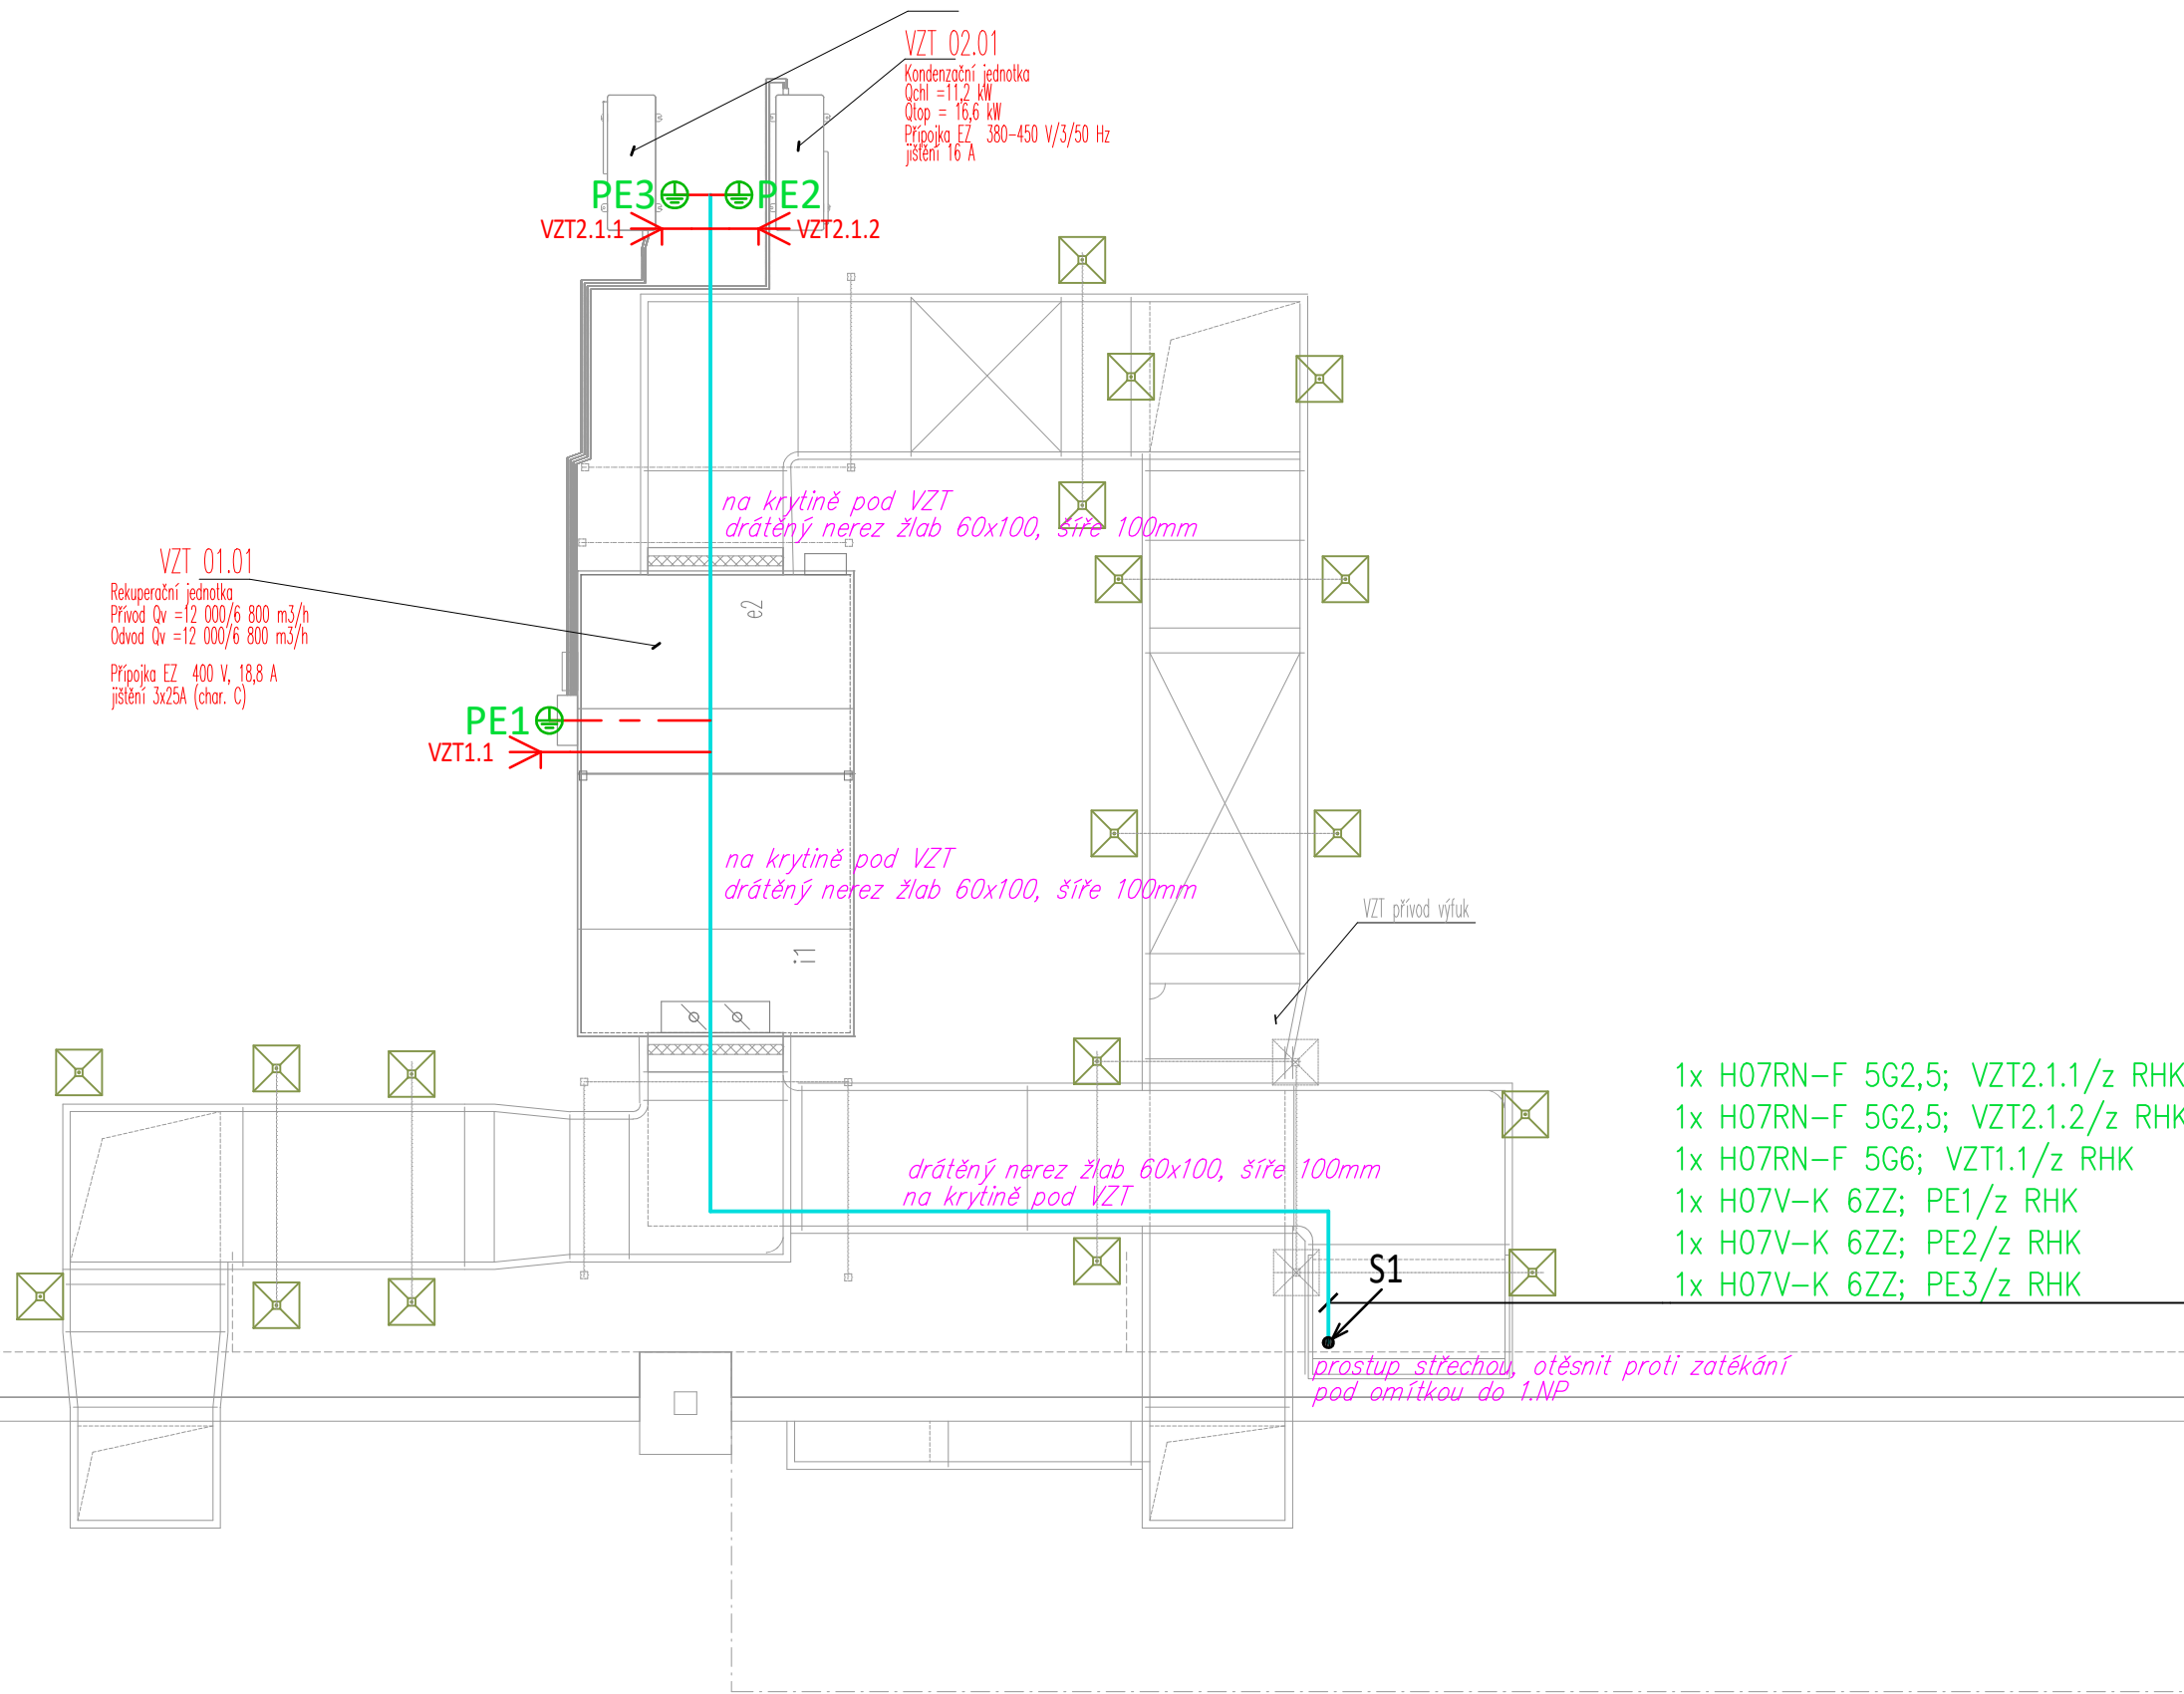 VZT 02.01
Kondenzační jednotka
Qchl =11,2 kW
Qtop = 16,6 kW
Přípojka EZ 380-450 V/3/50 Hz
jištění 16 A
PE3
PE2
VZT2.1.1
VZT2.1.2
na krytině pod VZT
drátěný nerez žlab 60x100, šíře 100mm
VZT 01.01
Rekuperační jednotka
Přívod Qv =12 000/6 800 m3/h
Odvod Qv =12 000/6 800 m3/h
Přípojka EZ 400 V, 18,8 A
jištění 3x25A (char. C)
e2
PE1
VZT1.1
na krytině pod VZT
drátěný nerez žlab 60x100, šíře 100mm
i1
VZT přívod výfuk
1x H07RN-F 5G2,5; VZT2.1.1/z RHK
1x H07RN-F 5G2,5; VZT2.1.2/z RHK
1x H07RN-F 5G6; VZT1.1/z RHK
1x H07V-K 6ZZ; PE1/z RHK
1x H07V-K 6ZZ; PE2/z RHK
1x H07V-K 6ZZ; PE3/z RHK
drátěný nerez žlab 60x100, šíře 100mm
na krytině pod VZT
S1
prostup střechou, otěsnit proti zatékání
pod omítkou do 1.NP